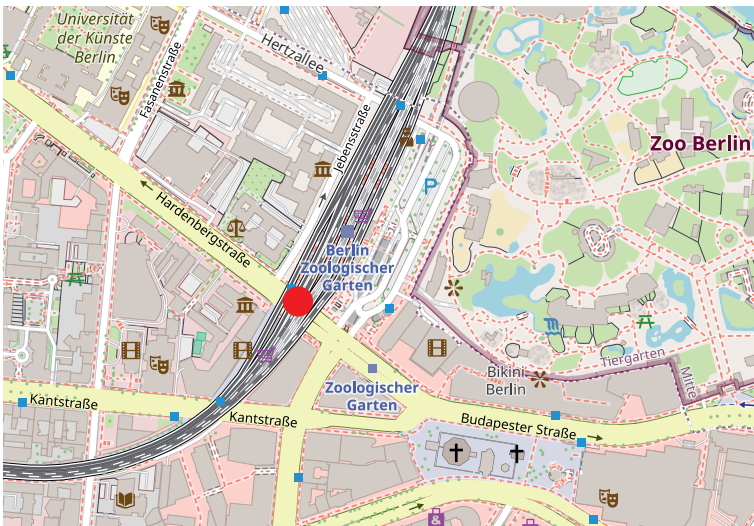 Universität
der Künste
Berlin
Fasanenstraße
Hertzallee
Jebensstraße
Zoo Berlin
P
Hardenbergstraße
Berlin
Zoologischer
Garten
Tiergarten
Mitte
Bikini
Berlin
Zoologischer
Garten
Kantstraße
Kantstraße
Budapester Straße
&